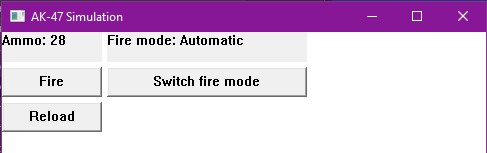 AK-47 Simulation
Ammo: 28 Fire mode: Automatic
Fire Switch fire mode
Reload